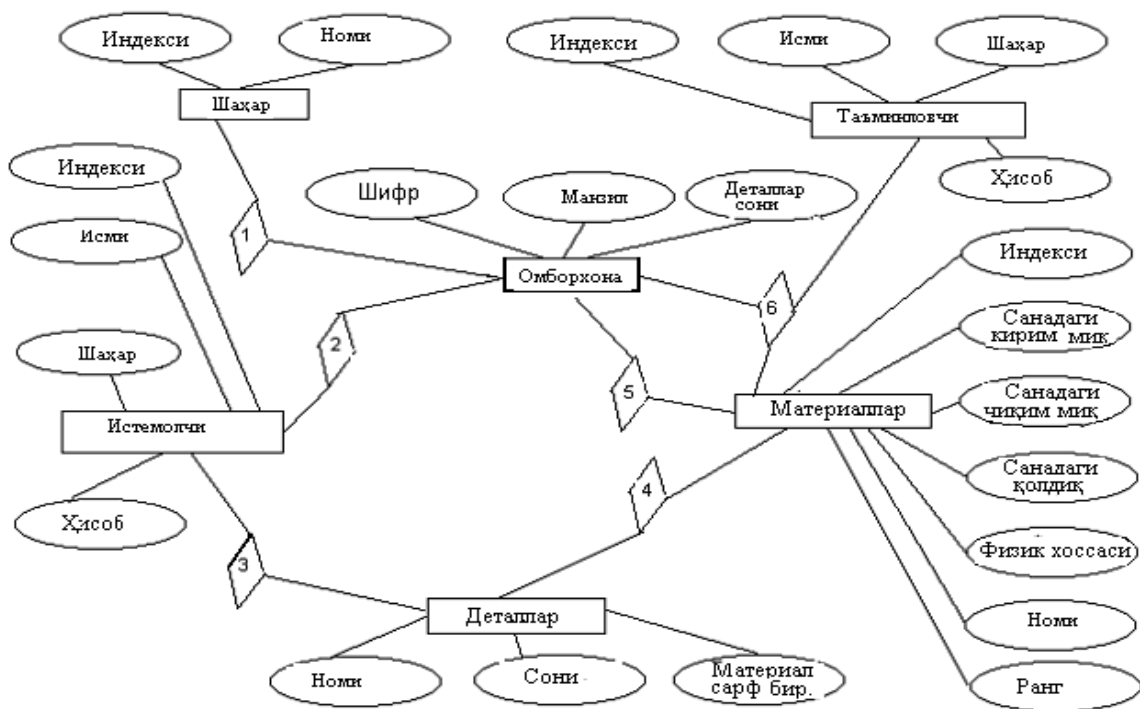 Индекси
Номи
Индекси
Исми
Шаҳар
Шаҳар
Таъминловчи
Индекси
Шифр
Манзил
Деталлар
сони
Ҳисоб
Исми
1
Омборхона
Индекси
6
Санадаги
кирим миқ
Шаҳар
2
5
Материаллар
Санадаги
чиқим миқ
Истемолчи
4
Санадаги
қолдиқ
Ҳисоб
3
Физик хоссаси
Деталлар
Номи
Номи
Сони
Материал
сарф бир.
Ранг